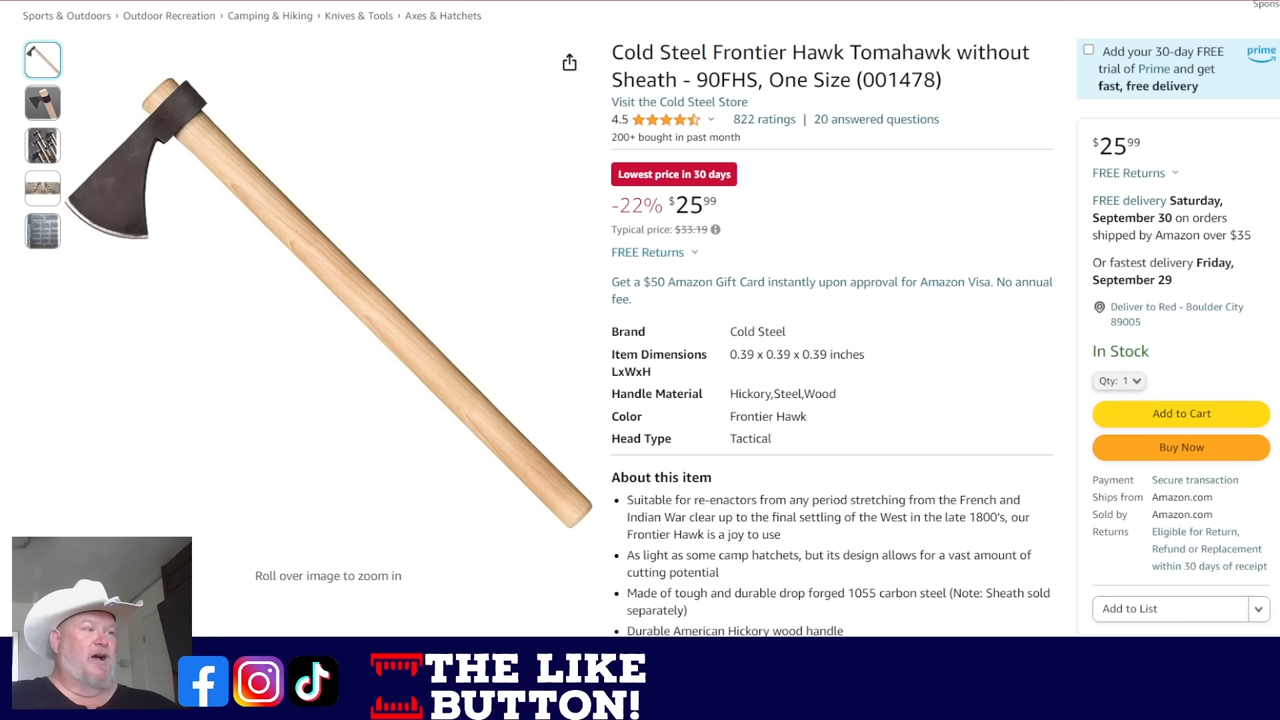 Sports & Outdoors › Outdoor Recreation › Camping & Hiking › Knives & Tools › Axes & Hatchets
Spons
Cold Steel Frontier Hawk Tomahawk without
Sheath - 90FHS, One Size (001478)
Visit the Cold Steel Store
4.5 822 ratings | 20 answered questions
200+ bought in past month
Lowest price in 30 days
-22% $25 99
Typical price: $33.19
FREE Returns
Get a $50 Amazon Gift Card instantly upon approval for Amazon Visa. No annual
fee.
Brand Cold Steel
Item Dimensions 0.39 x 0.39 x 0.39 inches
LxWxH
Handle Material Hickory,Steel,Wood
Color Frontier Hawk
Head Type Tactical
About this item
• Suitable for re-enactors from any period stretching from the French and
Indian War clear up to the final settling of the West in the late 1800's, our
Frontier Hawk is a joy to use
• As light as some camp hatchets, but its design allows for a vast amount of
cutting potential
• Made of tough and durable drop forged 1055 carbon steel (Note: Sheath sold
separately)
• Durable American Hickory wood handle
Roll over image to zoom in
Add your 30-day FREE
trial of Prime and get
fast, free delivery
prime
$25 99
FREE Returns
FREE delivery Saturday,
September 30 on orders
shipped by Amazon over $35
Or fastest delivery Friday,
September 29
Deliver to Red - Boulder City
89005
In Stock
Qty: 1
Add to Cart
Buy Now
Payment Secure transaction
Ships from Amazon.com
Sold by Amazon.com
Returns Eligible for Return,
Refund or Replacement
within 30 days of receipt
Add to List
THE LIKE
BUTTON!